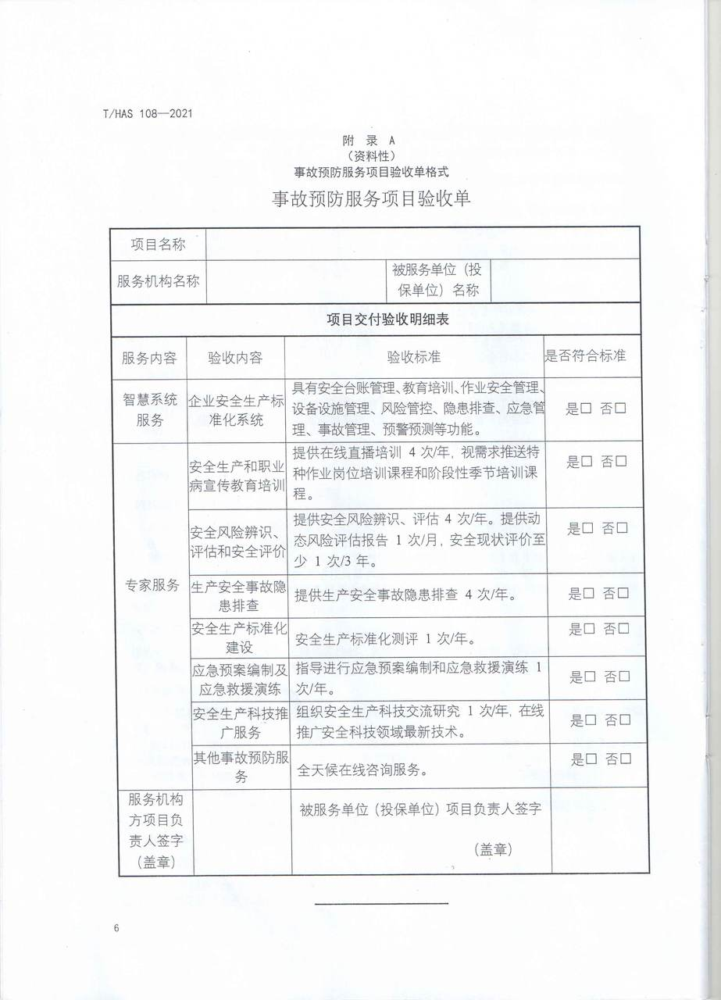 T/HAS 108—2021
附 录 A
（资料性）
事故预防服务项目验收单格式
事故预防服务项目验收单
项目名称
服务机构名称
被服务单位（投
保单位）名称
项目交付验收明细表
服务内容
验收内容
验收标准
是否符合标准
智慧系统
服务
企业安全生产标
准化系统
具有安全台账管理、教育培训、作业安全管理、
设备设施管理、风险管控、隐患排查、应急管
理、事故管理、预警预测等功能。
是□ 否□
专家服务
安全生产和职业
病宣传教育培训
提供在线直播培训 4 次/年，视需求推送特
种作业岗位培训课程和阶段性季节培训课
程。
是□ 否□
安全风险辨识、
评估和安全评价
提供安全风险辨识、评估 4 次/年。提供动
态风险评估报告 1 次/月，安全现状评价至
少 1 次/3 年。
是□ 否□
生产安全事故隐
患排查
提供生产安全事故隐患排查 4 次/年。
是□ 否□
安全生产标准化
建设
安全生产标准化测评 1 次/年。
是□ 否□
应急预案编制及
应急救援演练
指导进行应急预案编制和应急救援演练 1
次/年。
是□ 否□
安全生产科技推
广服务
组织安全生产科技交流研究 1 次/年，在线
推广安全科技领域最新技术。
是□ 否□
其他事故预防服
务
全天候在线咨询服务。
是□ 否□
服务机构
方项目负
责人签字
（盖章）
被服务单位（投保单位）项目负责人签字
（盖章）
6